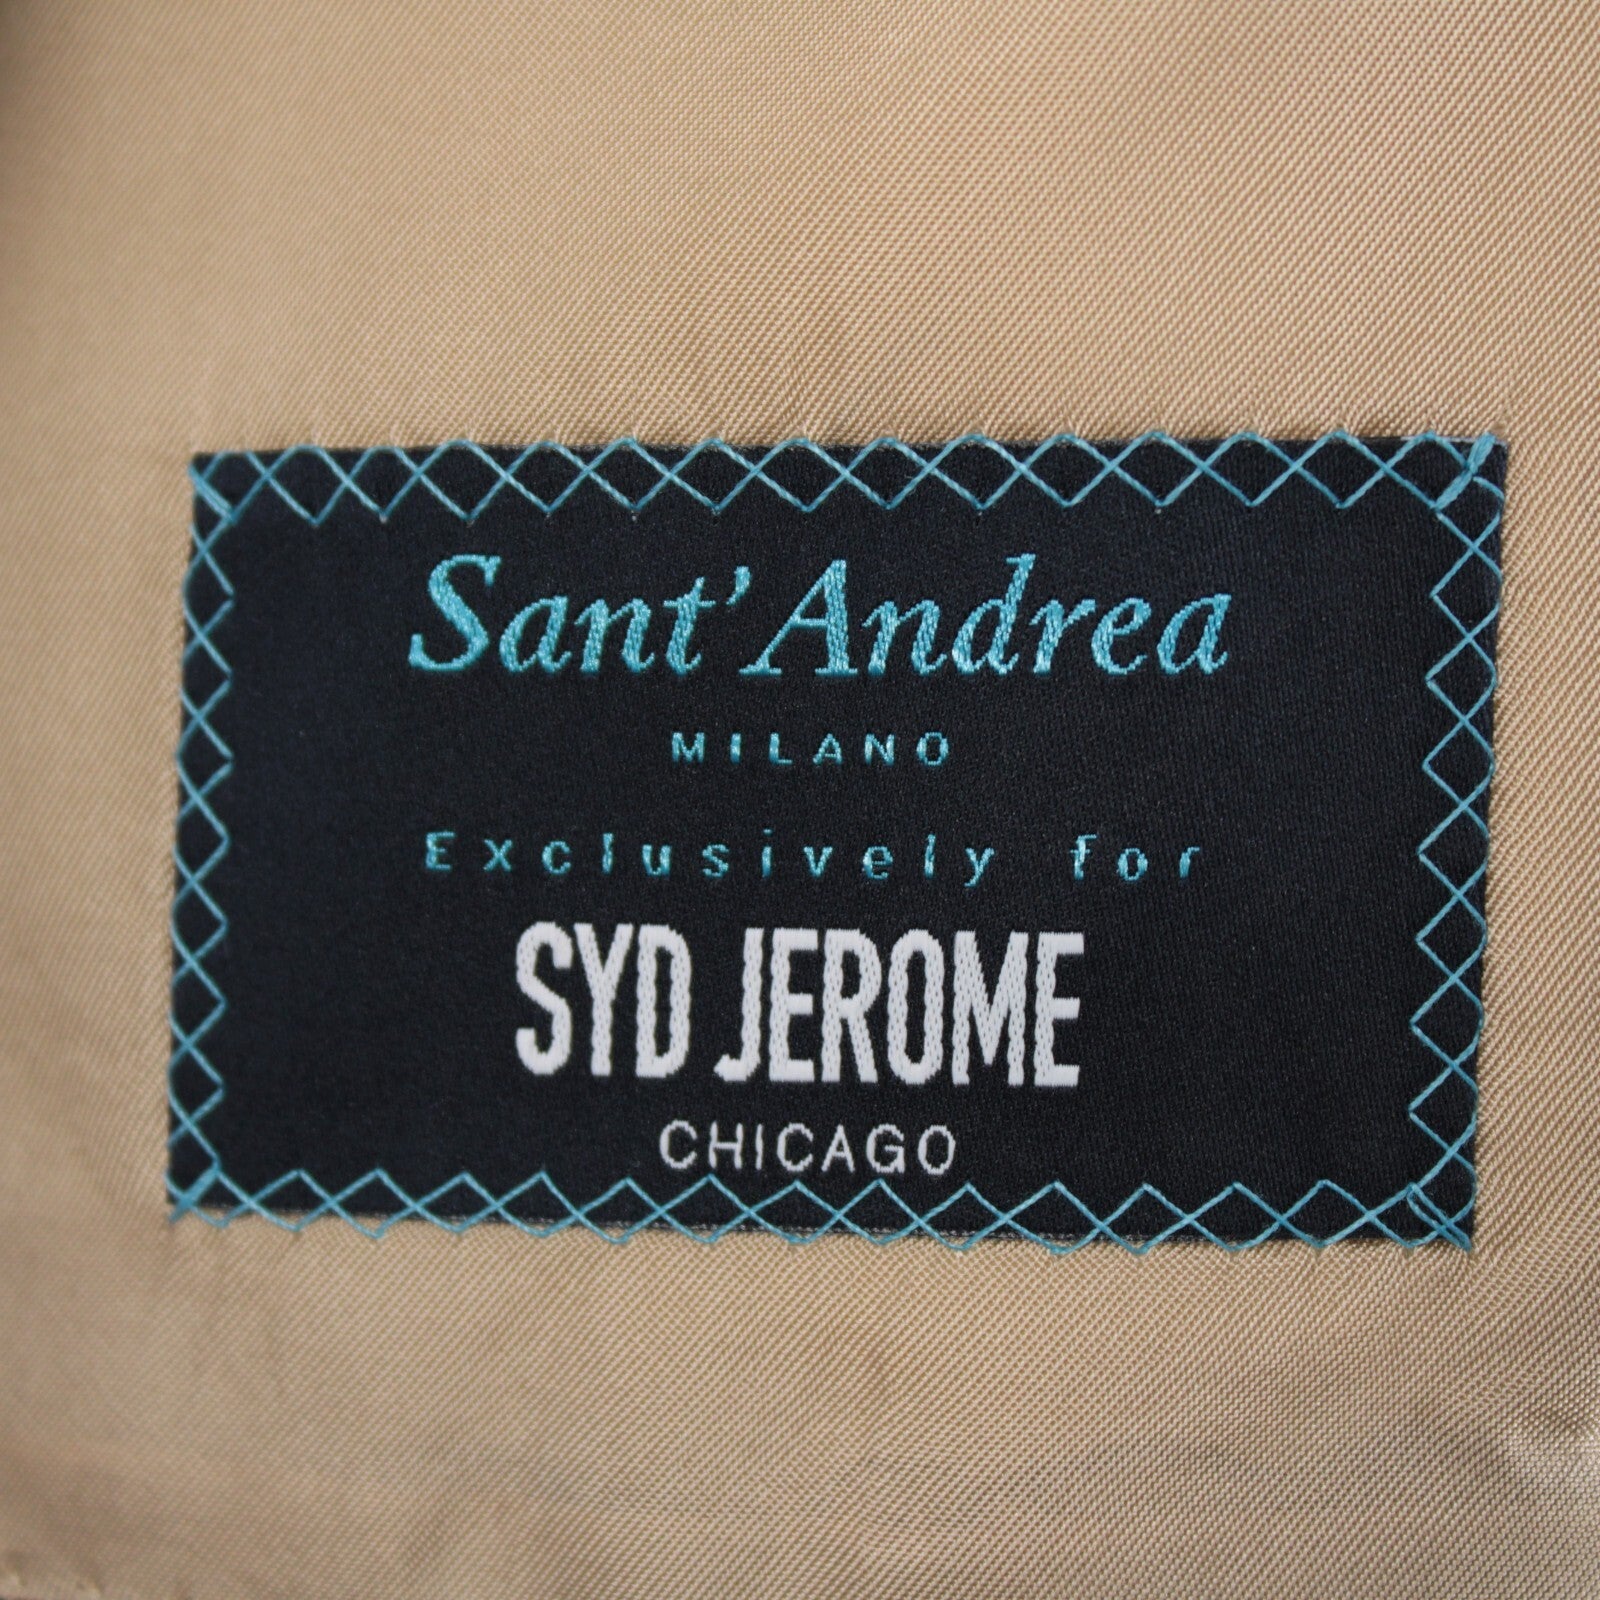 Sant'Andrea
MILANO
Exclusively for
SYD JEROME
CHICAGO